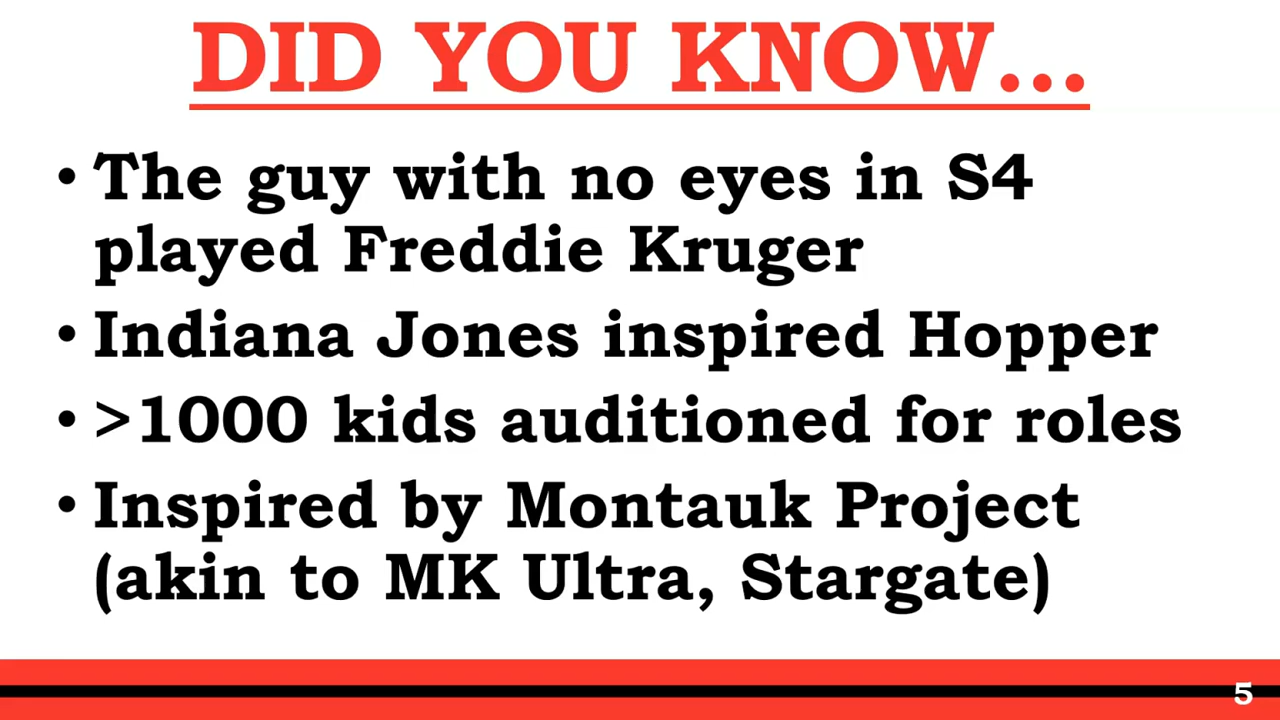 DID YOU KNOW...
• The guy with no eyes in S4
played Freddie Kruger
• Indiana Jones inspired Hopper
• >1000 kids auditioned for roles
• Inspired by Montauk Project
(akin to MK Ultra, Stargate)
5